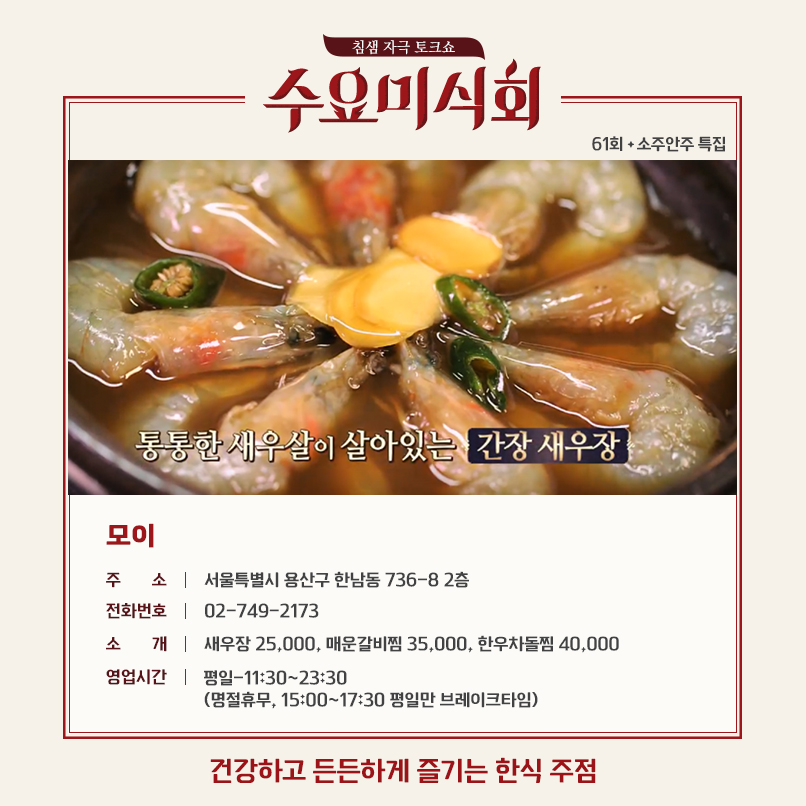 침샘 자극 토크쇼
수요미식회
61회 + 소주안주 특집
통통한 새우살이 살아있는 간장 새우장
모이
주 소 | 서울특별시 용산구 한남동 736-8 2층
전화번호 | 02-749-2173
소 개 | 새우장 25,000, 매운갈비찜 35,000, 한우차돌찜 40,000
영업시간 | 평일-11:30~23:30
(명절휴무, 15:00~17:30 평일만 브레이크타임)
건강하고 든든하게 즐기는 한식 주점